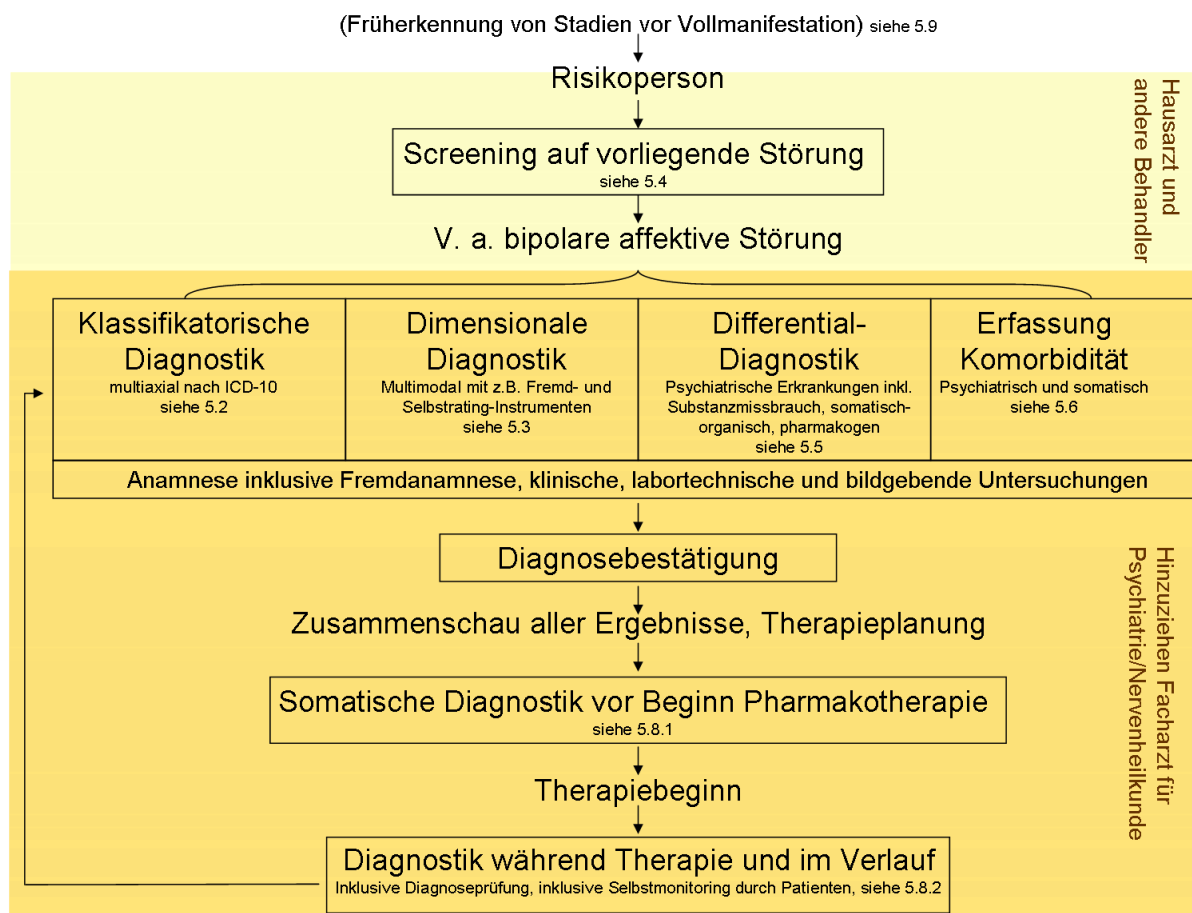 (Früherkennung von Stadien vor Vollmanifestation) siehe 5.9
Risikoperson
Screening auf vorliegende Störung
siehe 5.4
V. a. bipolare affektive Störung
Hausarzt und
andere Behandler
Klassifikatorische
Diagnostik
multiaxial nach ICD-10
siehe 5.2
Dimensionale
Diagnostik
Multimodal mit z.B. Fremd- und
Selbstrating-Instrumenten
siehe 5.3
Differential-
Diagnostik
Psychiatrische Erkrankungen inkl.
Substanzmissbrauch, somatisch-
organisch, pharmakogen
siehe 5.5
Erfassung
Komorbidität
Psychiatrisch und somatisch
siehe 5.6
Anamnese inklusive Fremdanamnese, klinische, labortechnische und bildgebende Untersuchungen
Diagnosebestätigung
Zusammenschau aller Ergebnisse, Therapieplanung
Somatische Diagnostik vor Beginn Pharmakotherapie
siehe 5.8.1
Therapiebeginn
Diagnostik während Therapie und im Verlauf
Inklusive Diagnoseprüfung, inklusive Selbstmonitoring durch Patienten, siehe 5.8.2
Hinzuziehen Facharzt für
Psychiatrie/Nervenheilkunde